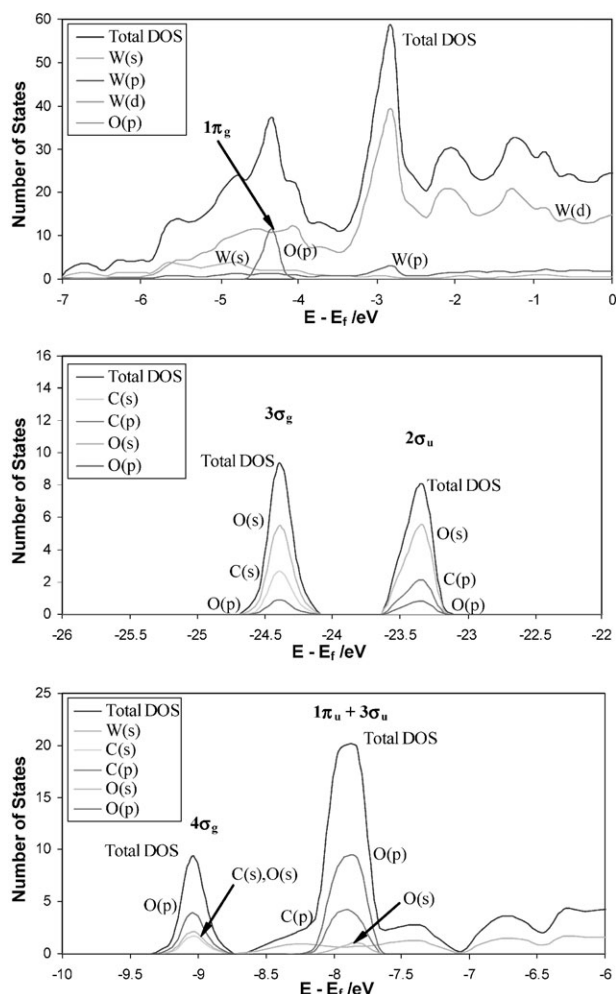 60
50
40
30
20
10
0
Number of States
Total DOS
W(s)
W(p)
W(d)
O(p)
1πg
Total DOS
W(s)
O(p)
W(p)
W(d)
-7 -6 -5 -4 -3 -2 -1 0
E - Ef /eV
16
14
12
10
8
6
4
2
0
Number of States
Total DOS
C(s)
C(p)
O(s)
O(p)
3σg
2σu
Total DOS
Total DOS
O(s)
O(s)
C(s)
C(p)
O(p)
O(p)
-26 -25.5 -25 -24.5 -24 -23.5 -23 -22.5 -22
E - Ef /eV
25
20
15
10
5
0
Number of States
Total DOS
W(s)
C(s)
C(p)
O(s)
O(p)
1πu + 3σu
Total DOS
4σg
Total DOS
C(s),O(s)
O(p)
O(p)
O(s)
C(p)
-10 -9.5 -9 -8.5 -8 -7.5 -7 -6.5 -6
E - Ef /eV